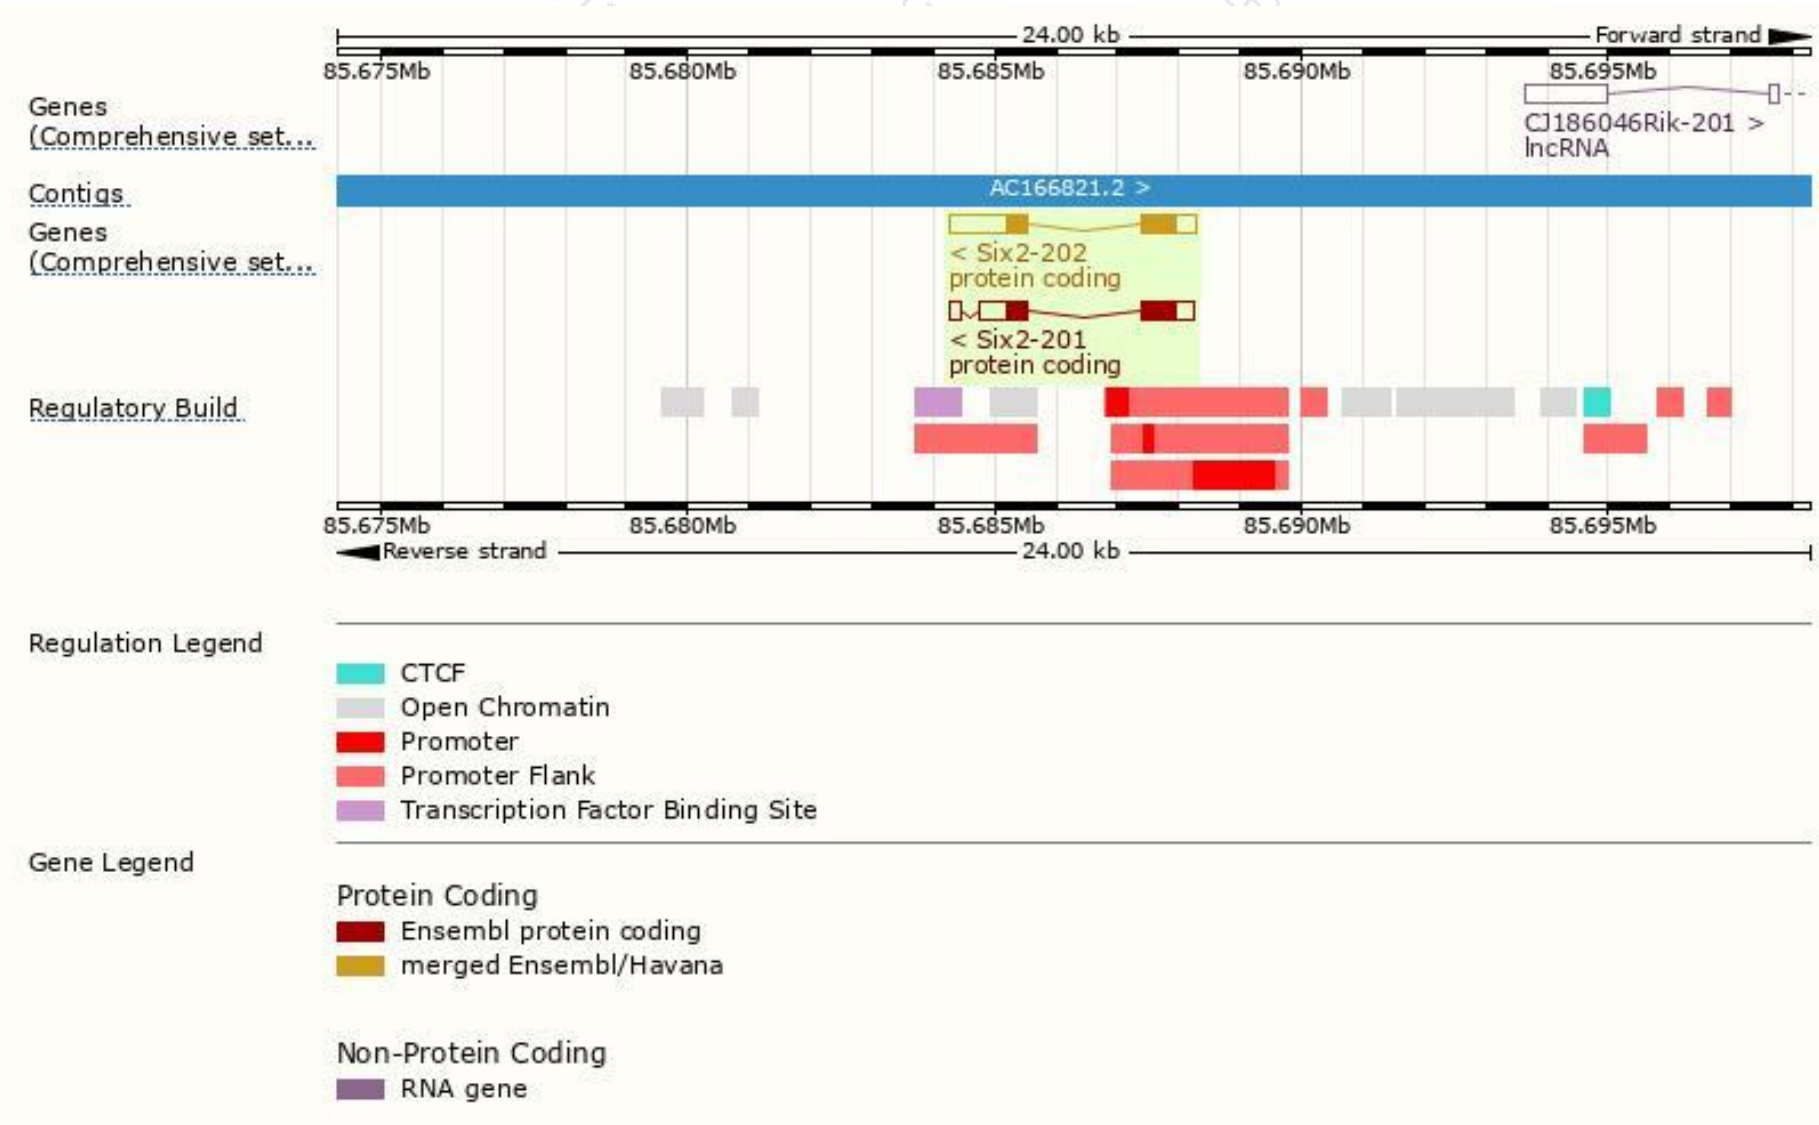 24.00 kb
Forward strand
85.675Mb 85.680Mb 85.685Mb 85.690Mb 85.695Mb
Genes
(Comprehensive set...
CJ186046Rik-201 >
lncRNA
Contigs
AC166821.2 >
Genes
(Comprehensive set...
< Six2-202
protein coding
< Six2-201
protein coding
Regulatory Build
85.675Mb 85.680Mb 85.685Mb 85.690Mb 85.695Mb
Reverse strand
24.00 kb
Regulation Legend
CTCF
Open Chromatin
Promoter
Promoter Flank
Transcription Factor Binding Site
Gene Legend
Protein Coding
Ensembl protein coding
merged Ensembl/Havana
Non-Protein Coding
RNA gene